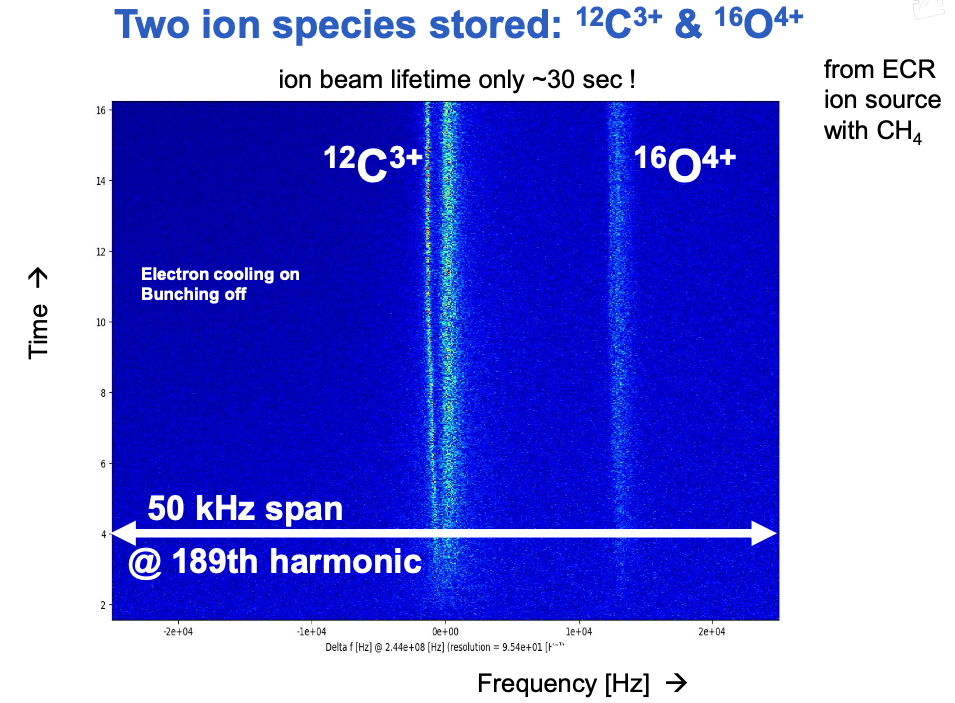 Two ion species stored: ¹²C³⁺ & ¹⁶O⁴⁺
ion beam lifetime only ~30 sec !
from ECR
ion source
with CH₄
¹²C³⁺
¹⁶O⁴⁺
Electron cooling on
Bunching off
50 kHz span
@ 189th harmonic
Time →
16
14
12
10
8
6
4
2
-2e+04 -1e+04 0e+00 1e+04 2e+04
Delta f [Hz] @ 2.44e+08 [Hz] (resolution = 9.54e+01
Frequency [Hz] →